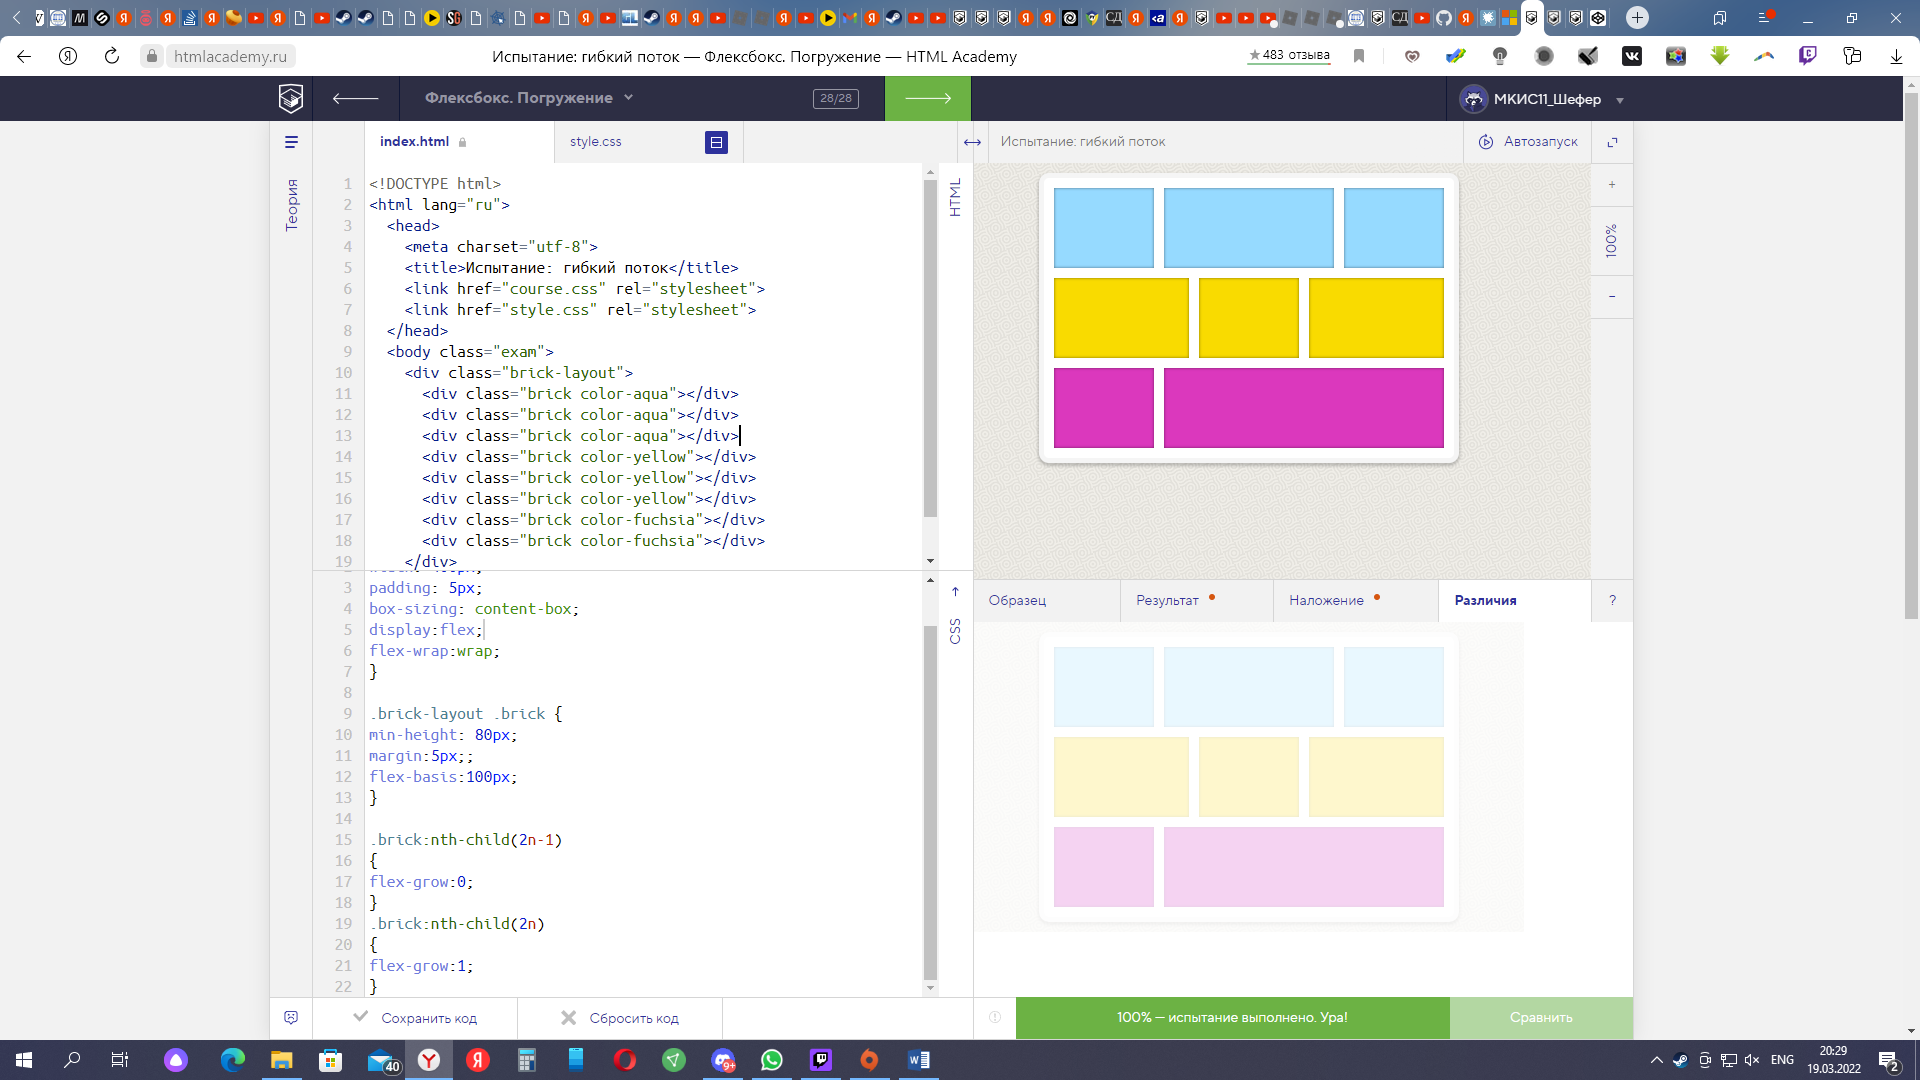 htmlacademy.ru
Испытание: гибкий поток — Флексбокс. Погружение — HTML Academy
★ 483 отзыва
Флексбокс. Погружение
28/28
МКИС11_Шефер
Теория
index.html
style.css
Испытание: гибкий поток
Автозапуск
1 <!DOCTYPE html>
2 <html lang="ru">
3 <head>
4 <meta charset="utf-8">
5 <title>Испытание: гибкий поток</title>
6 <link href="course.css" rel="stylesheet">
7 <link href="style.css" rel="stylesheet">
8 </head>
9 <body class="exam">
10 <div class="brick-layout">
11 <div class="brick color-aqua"></div>
12 <div class="brick color-aqua"></div>
13 <div class="brick color-aqua"></div>
14 <div class="brick color-yellow"></div>
15 <div class="brick color-yellow"></div>
16 <div class="brick color-yellow"></div>
17 <div class="brick color-fuchsia"></div>
18 <div class="brick color-fuchsia"></div>
19 </div>
HTML
+
100%
−
3 padding: 5px;
4 box-sizing: content-box;
5 display:flex;
6 flex-wrap:wrap;
7 }
8
9 .brick-layout .brick {
10 min-height: 80px;
11 margin:5px;;
12 flex-basis:100px;
13 }
14
15 .brick:nth-child(2n-1)
16 {
17 flex-grow:0;
18 }
19 .brick:nth-child(2n)
20 {
21 flex-grow:1;
22 }
CSS
Образец
Результат
Наложение
Различия
?
Сохранить код
Сбросить код
100% — испытание выполнено. Ура!
Сравнить
40
9+
ENG
20:29
19.03.2022
2